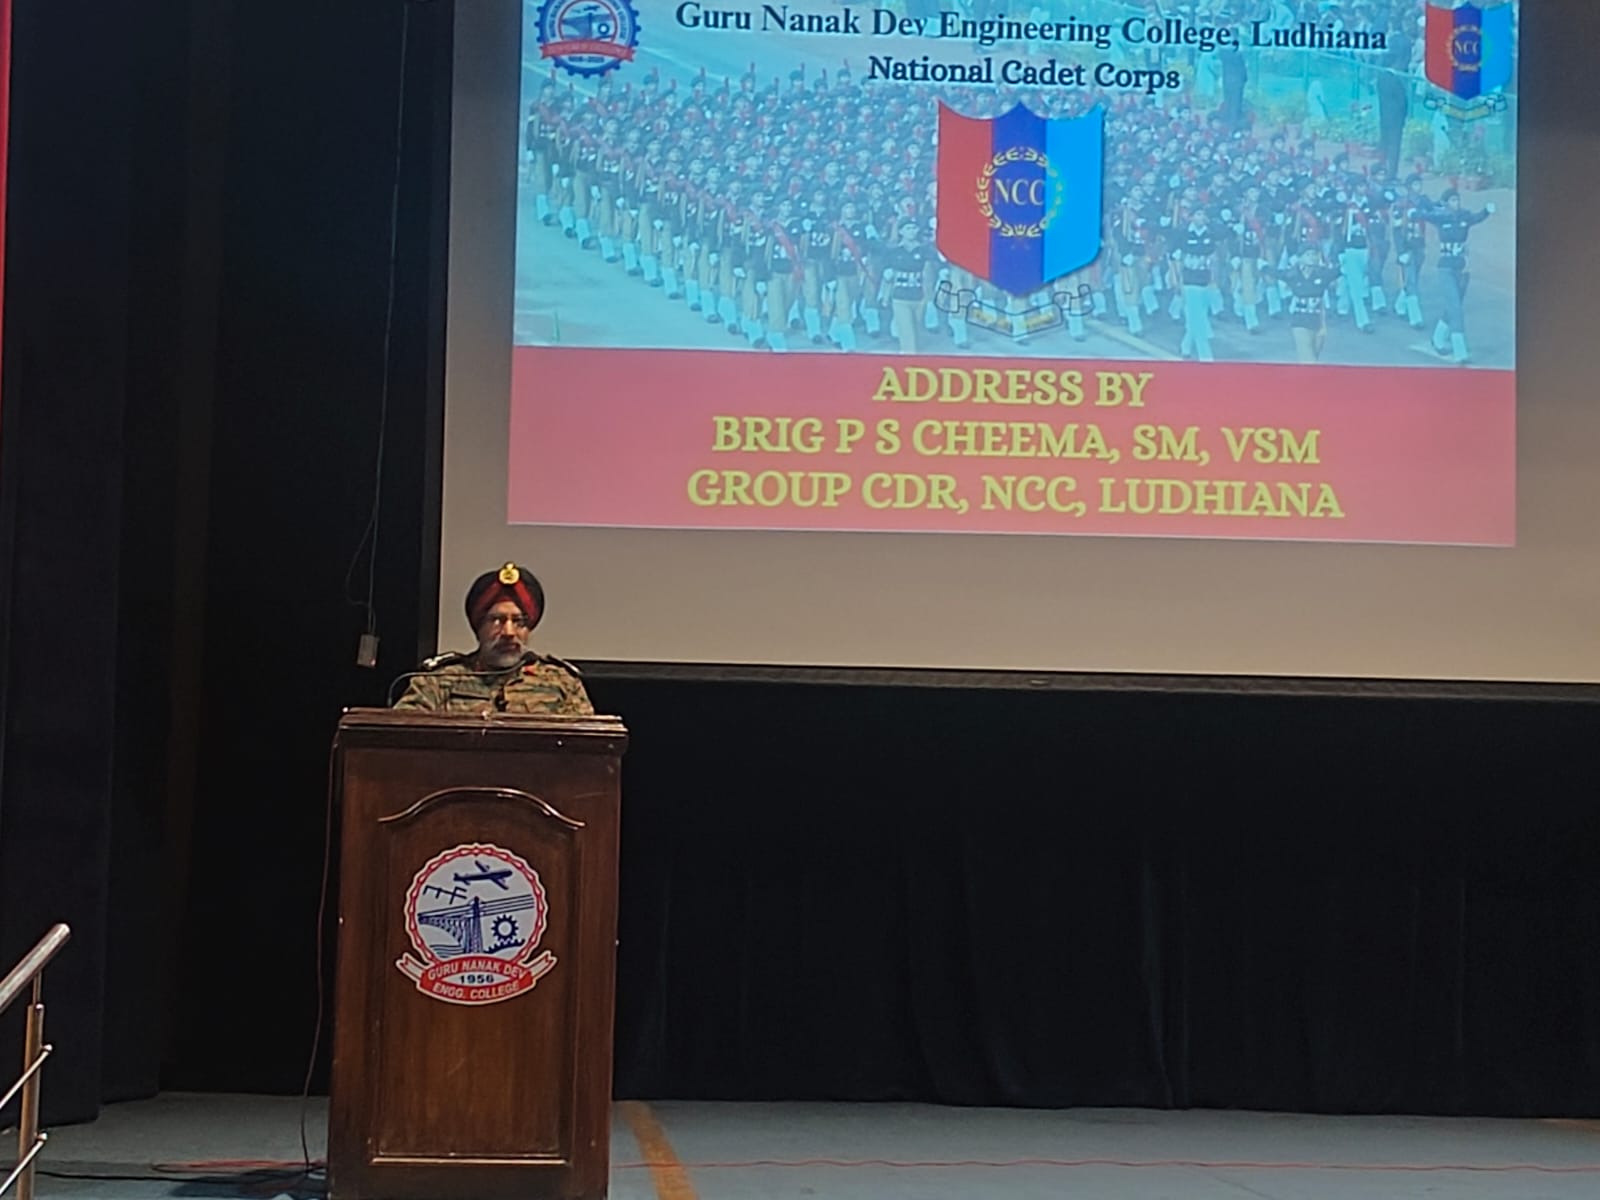 Guru Nanak Dev Engineering College, Ludhiana
National Cadet Corps
NCC
NCC
ADDRESS BY
BRIG P S CHEEMA, SM, VSM
GROUP CDR, NCC, LUDHIANA
GURU NANAK DEV
1956
ENGG. COLLEGE